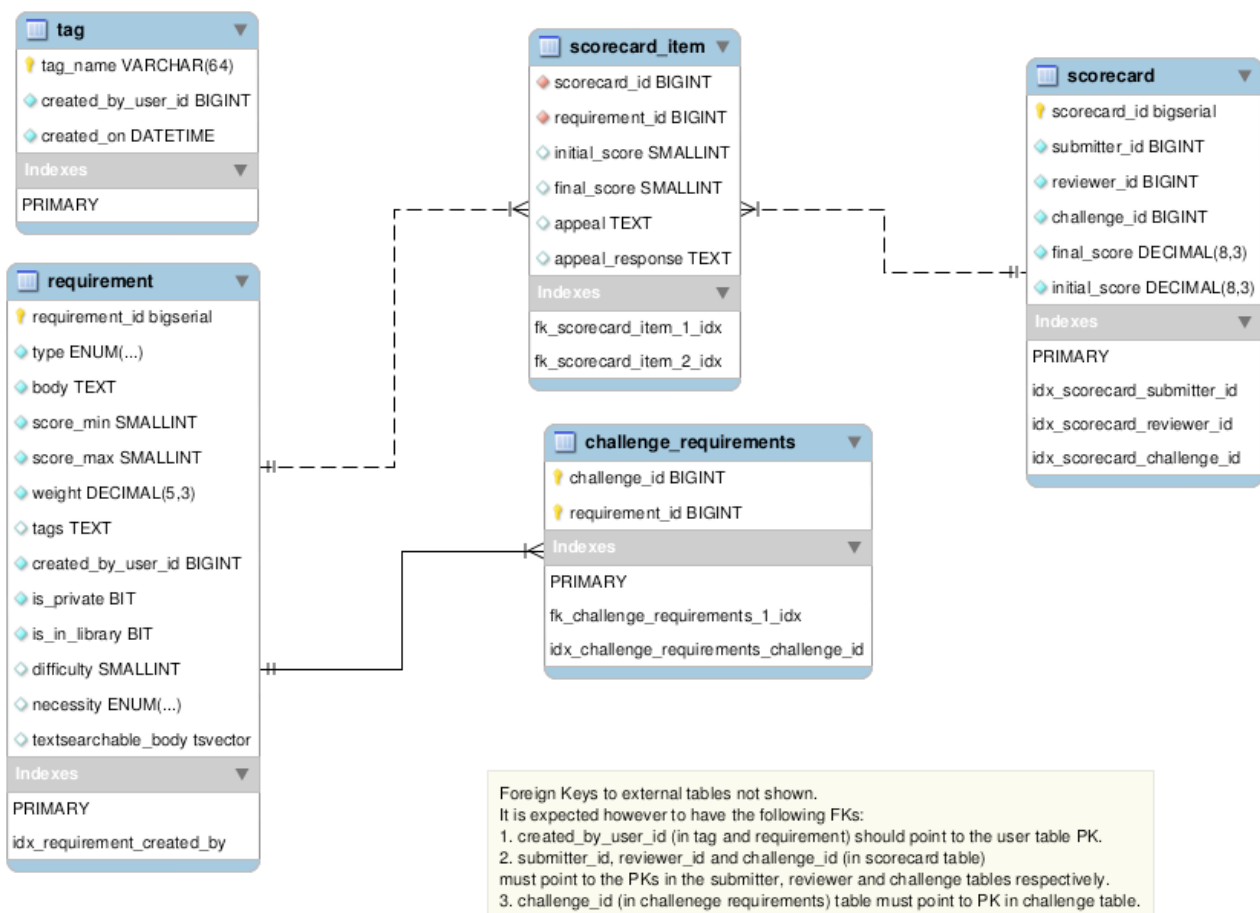 tag
tag_name VARCHAR(64)
created_by_user_id BIGINT
created_on DATETIME
Indexes
PRIMARY
requirement
requirement_id bigserial
type ENUM(...)
body TEXT
score_min SMALLINT
score_max SMALLINT
weight DECIMAL(5,3)
tags TEXT
created_by_user_id BIGINT
is_private BIT
is_in_library BIT
difficulty SMALLINT
necessity ENUM(...)
textsearchable_body tsvector
Indexes
PRIMARY
idx_requirement_created_by
scorecard_item
scorecard_id BIGINT
requirement_id BIGINT
initial_score SMALLINT
final_score SMALLINT
appeal TEXT
appeal_response TEXT
Indexes
fk_scorecard_item_1_idx
fk_scorecard_item_2_idx
challenge_requirements
challenge_id BIGINT
requirement_id BIGINT
Indexes
PRIMARY
fk_challenge_requirements_1_idx
idx_challenge_requirements_challenge_id
scorecard
scorecard_id bigserial
submitter_id BIGINT
reviewer_id BIGINT
challenge_id BIGINT
final_score DECIMAL(8,3)
initial_score DECIMAL(8,3)
Indexes
PRIMARY
idx_scorecard_submitter_id
idx_scorecard_reviewer_id
idx_scorecard_challenge_id
Foreign Keys to external tables not shown.
It is expected however to have the following FKs:
1. created_by_user_id (in tag and requirement) should point to the user table PK.
2. submitter_id, reviewer_id and challenge_id (in scorecard table)
must point to the PKs in the submitter, reviewer and challenge tables respectively.
3. challenge_id (in challenege requirements) table must point to PK in challenge table.